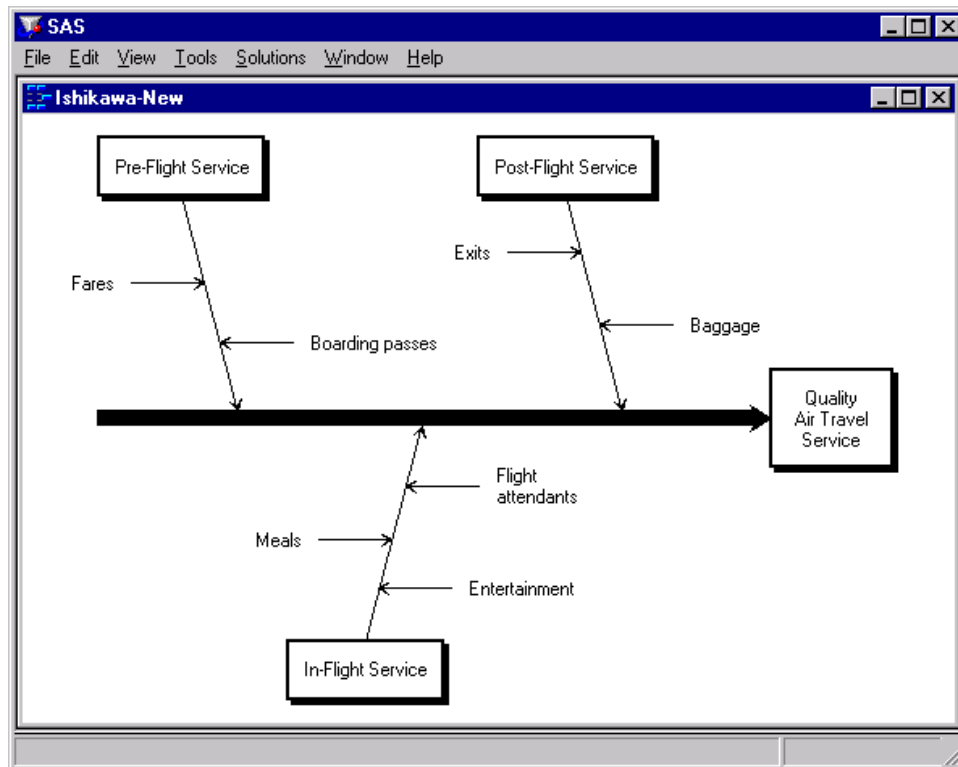 SAS
File Edit View Tools Solutions Window Help
Ishikawa-New
Pre-Flight Service
Post-Flight Service
Exits
Fares
Baggage
Boarding passes
Quality
Air Travel
Service
Flight
attendants
Meals
Entertainment
In-Flight Service